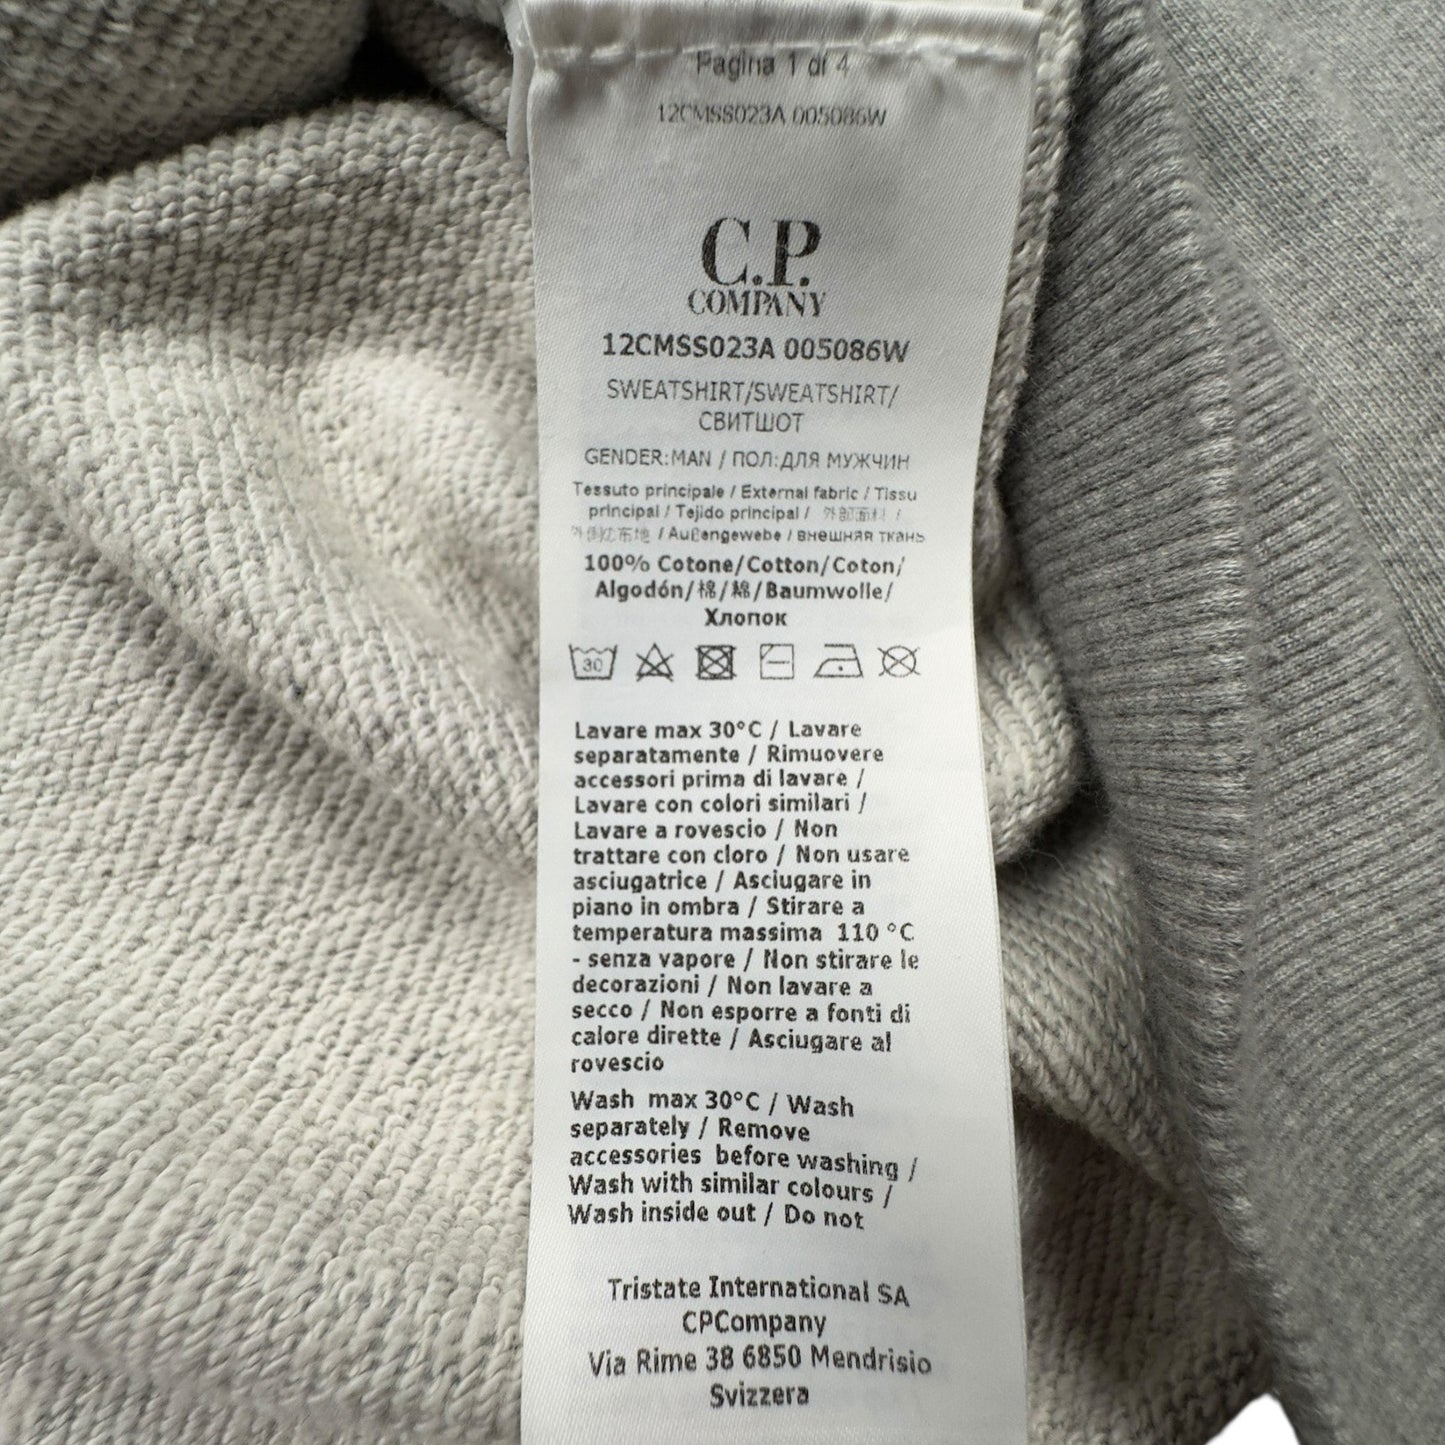 Pagina 1 di 4
12CMSS023A 005086W
C.P.
COMPANY
12CMSS023A 005086W
SWEATSHIRT/SWEATSHIRT/
СВИТШОТ
GENDER:MAN / ПОЛ:ДЛЯ МУЖЧИН
Tessuto principale / External fabric / Tissu
principal / Tejido principal / 外部面料 /
/ Außengewebe / внешняя ткань
100% Cotone/Cotton/Coton/
Algodón/棉/綿/Baumwolle/
Хлопок
30
Lavare max 30°C / Lavare
separatamente / Rimuovere
accessori prima di lavare /
Lavare con colori similari /
Lavare a rovescio / Non
trattare con cloro / Non usare
asciugatrice / Asciugare in
piano in ombra / Stirare a
temperatura massima 110 °C
- senza vapore / Non stirare le
decorazioni / Non lavare a
secco / Non esporre a fonti di
calore dirette / Asciugare al
rovescio
Wash max 30°C / Wash
separately / Remove
accessories before washing /
Wash with similar colours /
Wash inside out / Do not
Tristate International SA
CPCompany
Via Rime 38 6850 Mendrisio
Svizzera